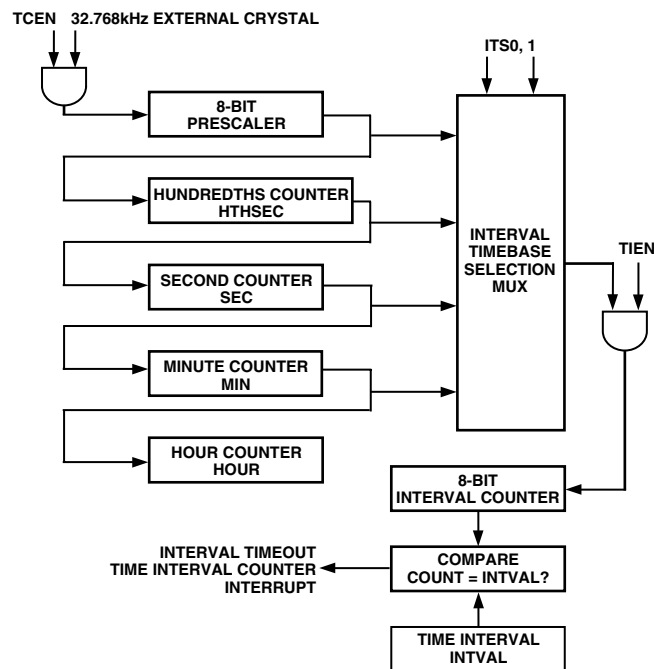 TCEN 32.768kHz EXTERNAL CRYSTAL
ITS0, 1
8-BIT
PRESCALER
HUNDREDTHS COUNTER
HTHSEC
INTERVAL
TIMEBASE
SELECTION
MUX
TIEN
SECOND COUNTER
SEC
MINUTE COUNTER
MIN
HOUR COUNTER
HOUR
8-BIT
INTERVAL COUNTER
INTERVAL TIMEOUT
TIME INTERVAL COUNTER
INTERRUPT
COMPARE
COUNT = INTVAL?
TIME INTERVAL
INTVAL